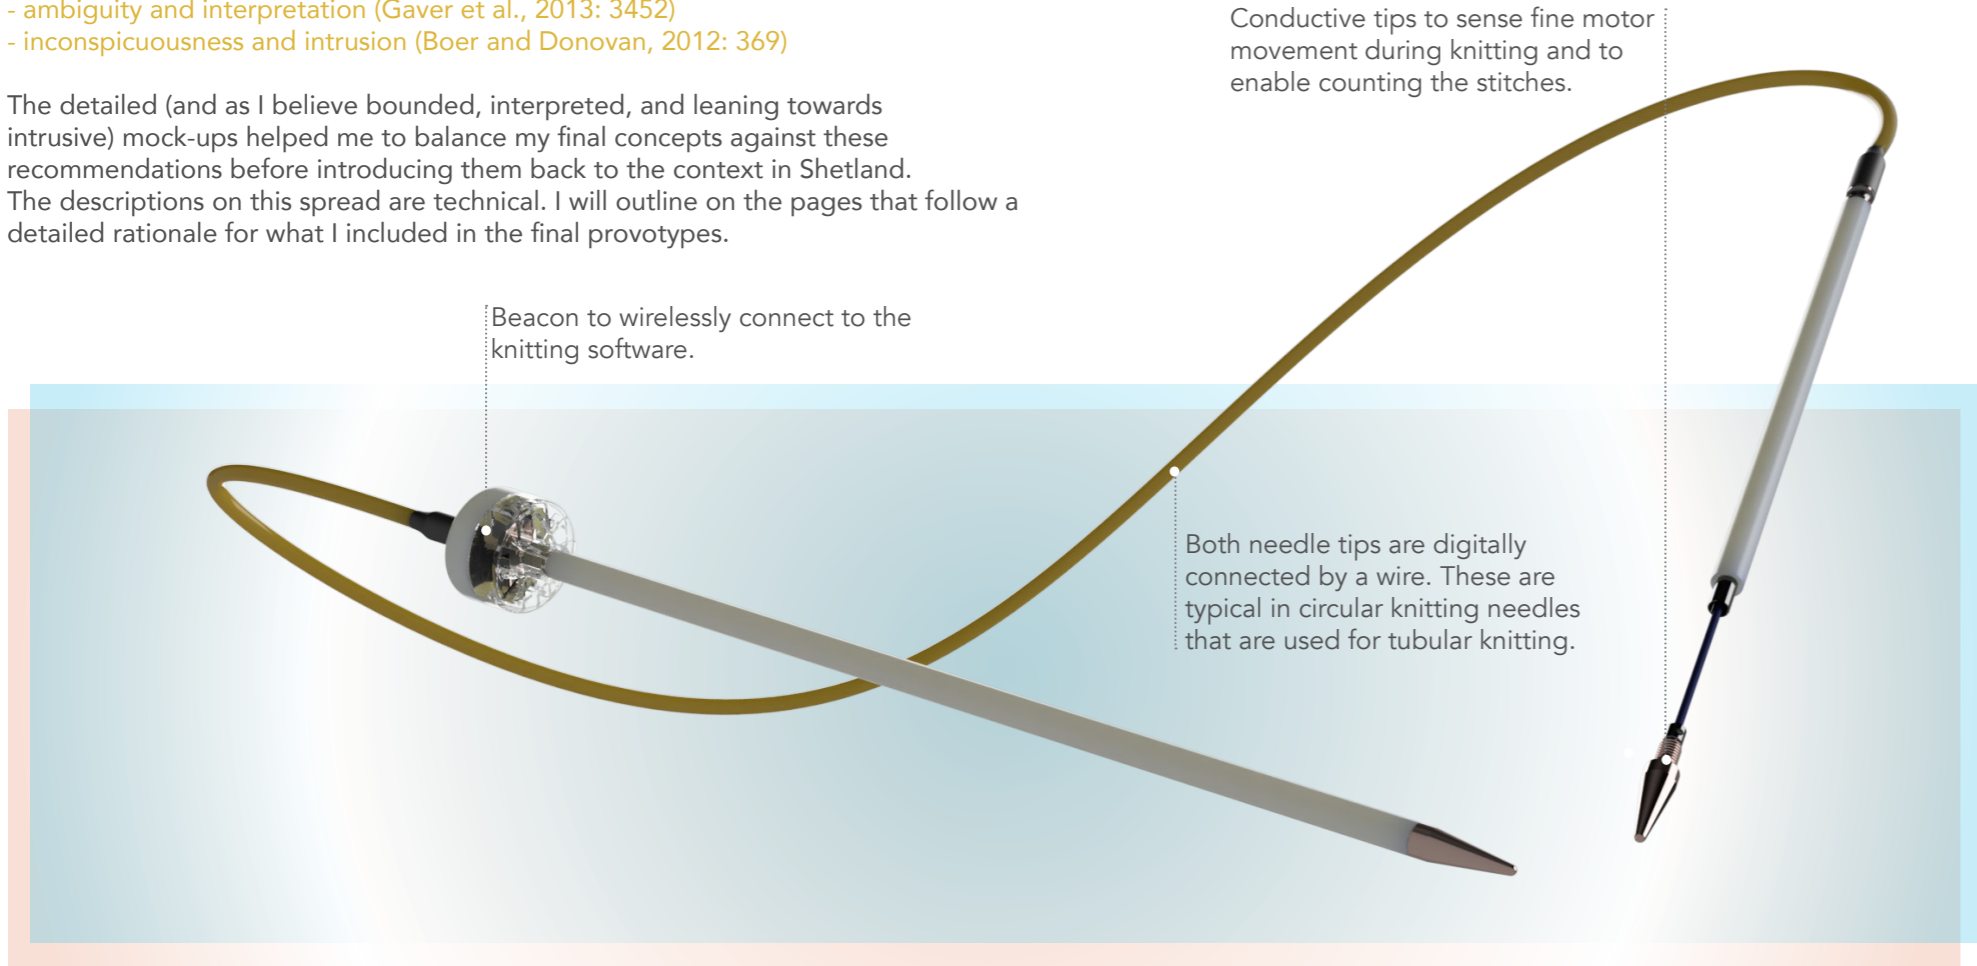 - ambiguity and interpretation (Gaver et al., 2013: 3452)
- inconspicuousness and intrusion (Boer and Donovan, 2012: 369)
The detailed (and as I believe bounded, interpreted, and leaning towards
intrusive) mock-ups helped me to balance my final concepts against these
recommendations before introducing them back to the context in Shetland.
The descriptions on this spread are technical. I will outline on the pages that follow a
detailed rationale for what I included in the final provotypes.
Conductive tips to sense fine motor
movement during knitting and to
enable counting the stitches.
Beacon to wirelessly connect to the
knitting software.
Both needle tips are digitally
connected by a wire. These are
typical in circular knitting needles
that are used for tubular knitting.